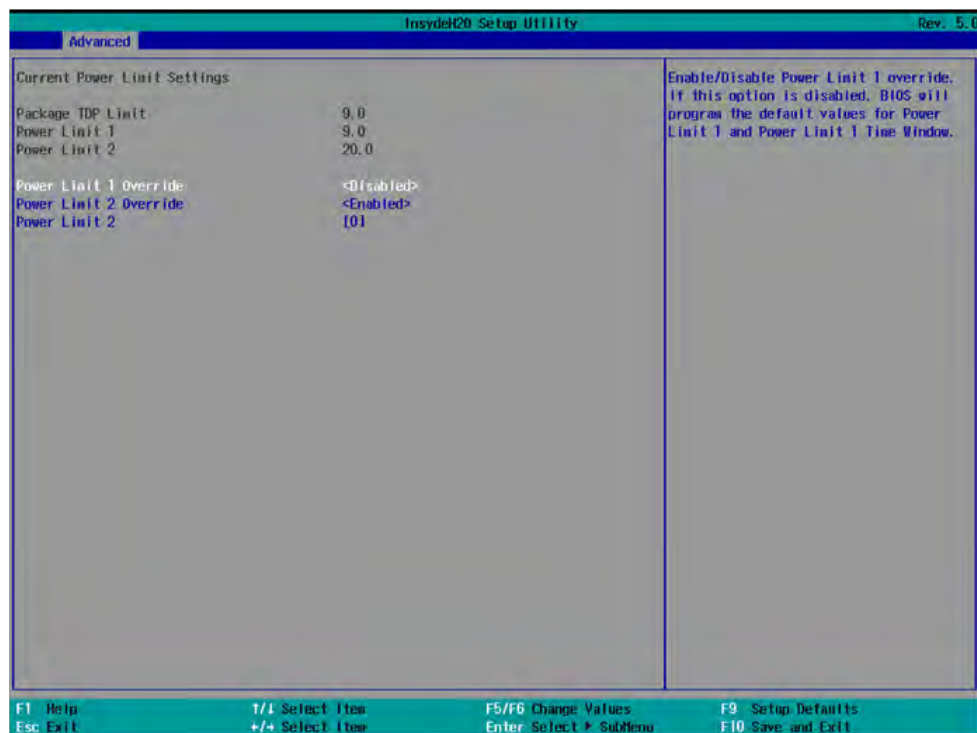 InsydeH2O Setup Utility Rev. 5.0
Advanced
Current Power Limit Settings
Package TDP Limit 9.0
Power Limit 1 9.0
Power Limit 2 20.0
Power Limit 1 Override <Disabled>
Power Limit 2 Override <Enabled>
Power Limit 2 [0]
Enable/Disable Power Limit 1 override.
If this option is disabled, BIOS will
program the default values for Power
Limit 1 and Power Limit 1 Time Window.
F1 Help ↑/↓ Select Item F5/F6 Change Values F9 Setup Defaults
Esc Exit ←/→ Select Item Enter Select ▶ SubMenu F10 Save and Exit